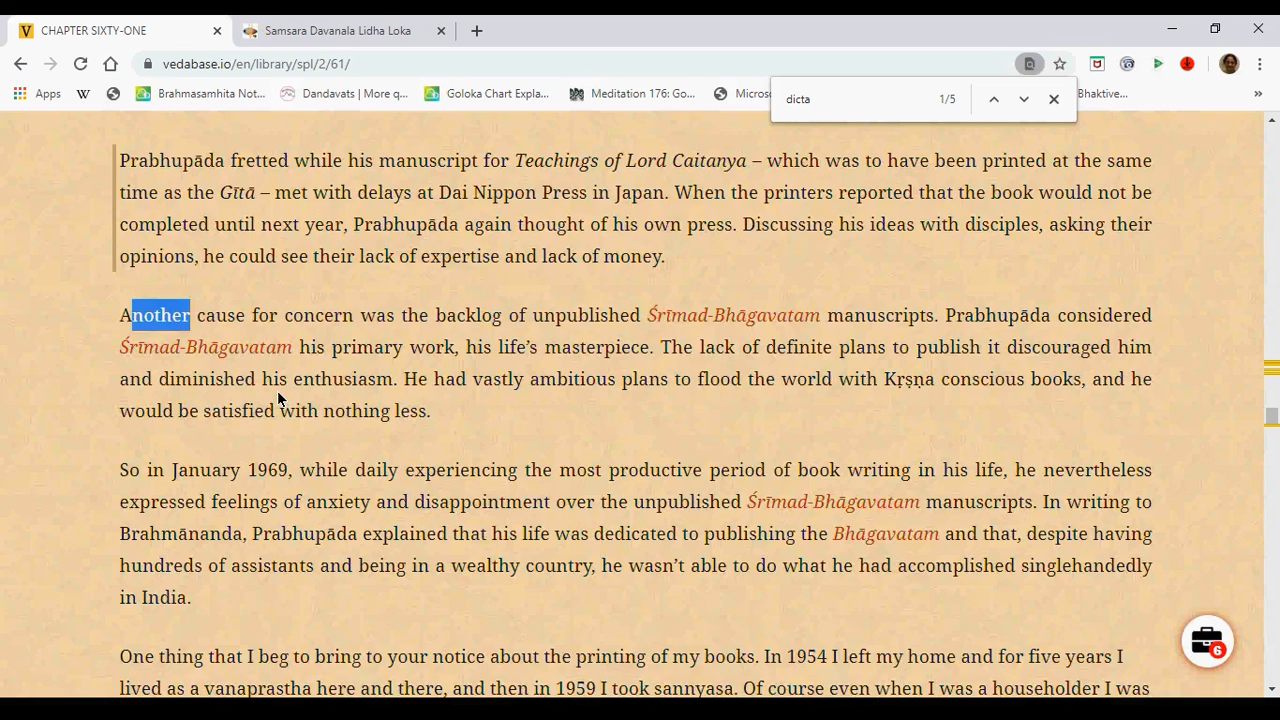 CHAPTER SIXTY-ONE
Samsara Davanala Lidha Loka
vedabase.io/en/library/spl/2/61/
Apps
Brahmasamhita Not...
Dandavats | More q...
Goloka Chart Expla...
Meditation 176: Go...
Microso
Bhaktive...
dicta 1/5
Prabhupāda fretted while his manuscript for Teachings of Lord Caitanya – which was to have been printed at the same
time as the Gītā – met with delays at Dai Nippon Press in Japan. When the printers reported that the book would not be
completed until next year, Prabhupāda again thought of his own press. Discussing his ideas with disciples, asking their
opinions, he could see their lack of expertise and lack of money.
Another cause for concern was the backlog of unpublished Śrīmad-Bhāgavatam manuscripts. Prabhupāda considered
Śrīmad-Bhāgavatam his primary work, his life’s masterpiece. The lack of definite plans to publish it discouraged him
and diminished his enthusiasm. He had vastly ambitious plans to flood the world with Kṛṣṇa conscious books, and he
would be satisfied with nothing less.
So in January 1969, while daily experiencing the most productive period of book writing in his life, he nevertheless
expressed feelings of anxiety and disappointment over the unpublished Śrīmad-Bhāgavatam manuscripts. In writing to
Brahmānanda, Prabhupāda explained that his life was dedicated to publishing the Bhāgavatam and that, despite having
hundreds of assistants and being in a wealthy country, he wasn’t able to do what he had accomplished singlehandedly
in India.
6
One thing that I beg to bring to your notice about the printing of my books. In 1954 I left my home and for five years I
lived as a vanaprastha here and there, and then in 1959 I took sannyasa. Of course even when I was a householder I was